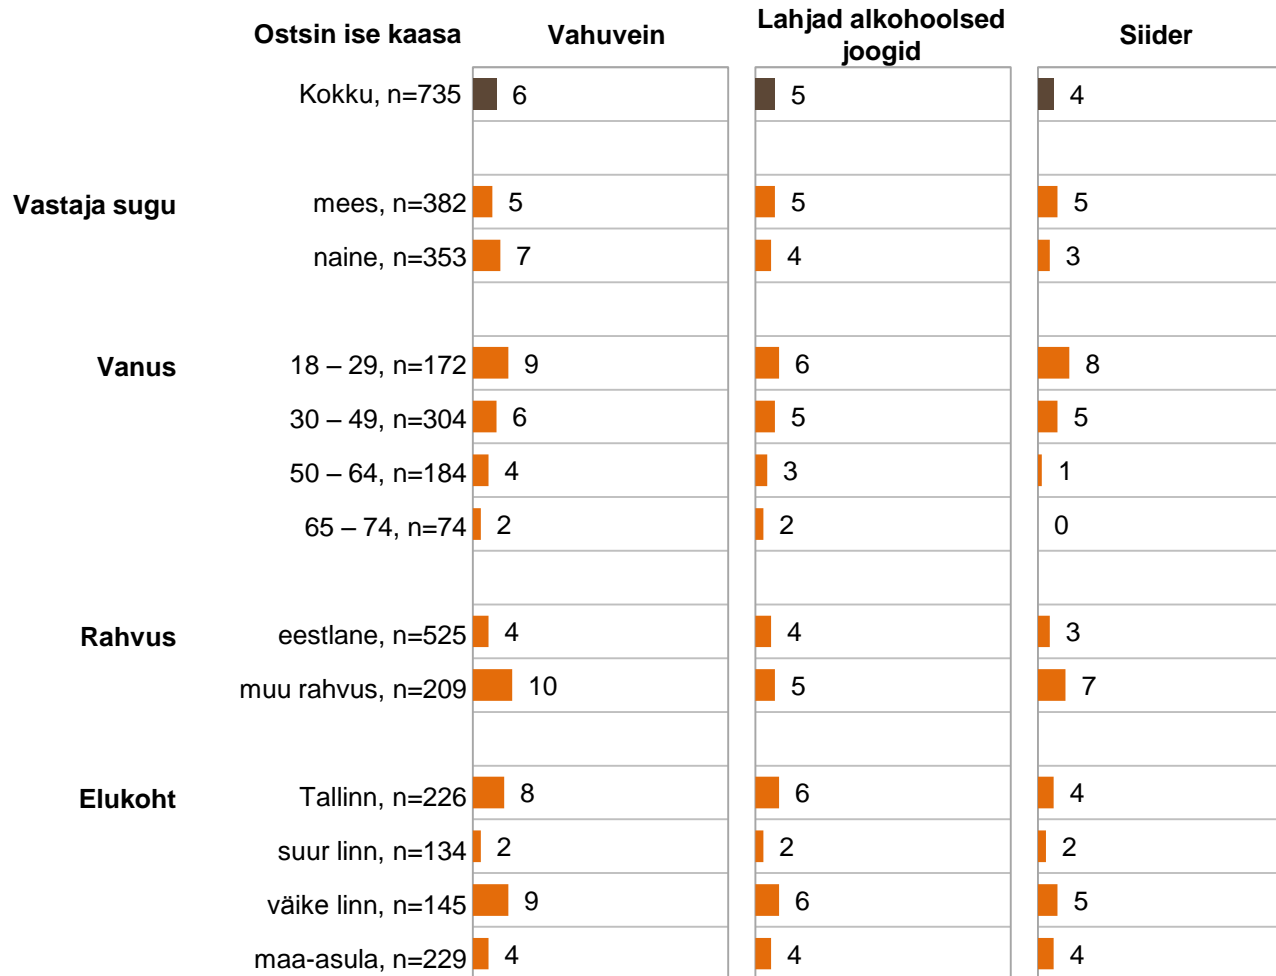 Ostsin ise kaasa Vahuvein Lahjad alkohoolsed joogid Siider
Kokku, n=735 6 5 4
Vastaja sugu mees, n=382 5 5 5
naine, n=353 7 4 3
Vanus 18 – 29, n=172 9 6 8
30 – 49, n=304 6 5 5
50 – 64, n=184 4 3 1
65 – 74, n=74 2 2 0
Rahvus eestlane, n=525 4 4 3
muu rahvus, n=209 10 5 7
Elukoht Tallinn, n=226 8 6 4
suur linn, n=134 2 2 2
väike linn, n=145 9 6 5
maa-asula, n=229 4 4 4